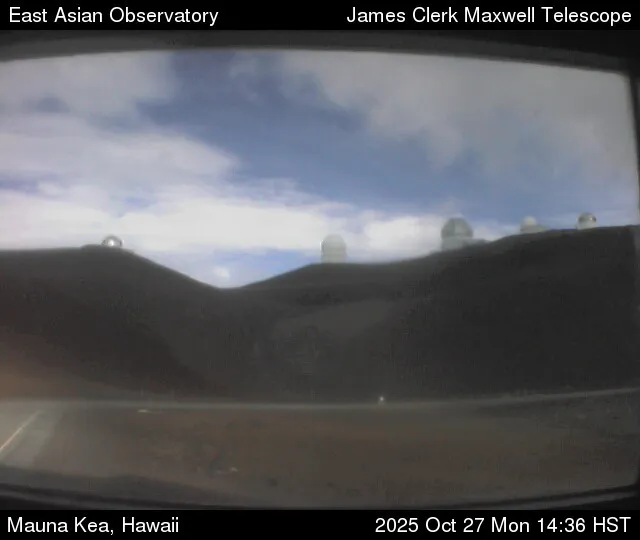 East Asian Observatory
James Clerk Maxwell Telescope
Mauna Kea, Hawaii
2025 Oct 27 Mon 14:36 HST